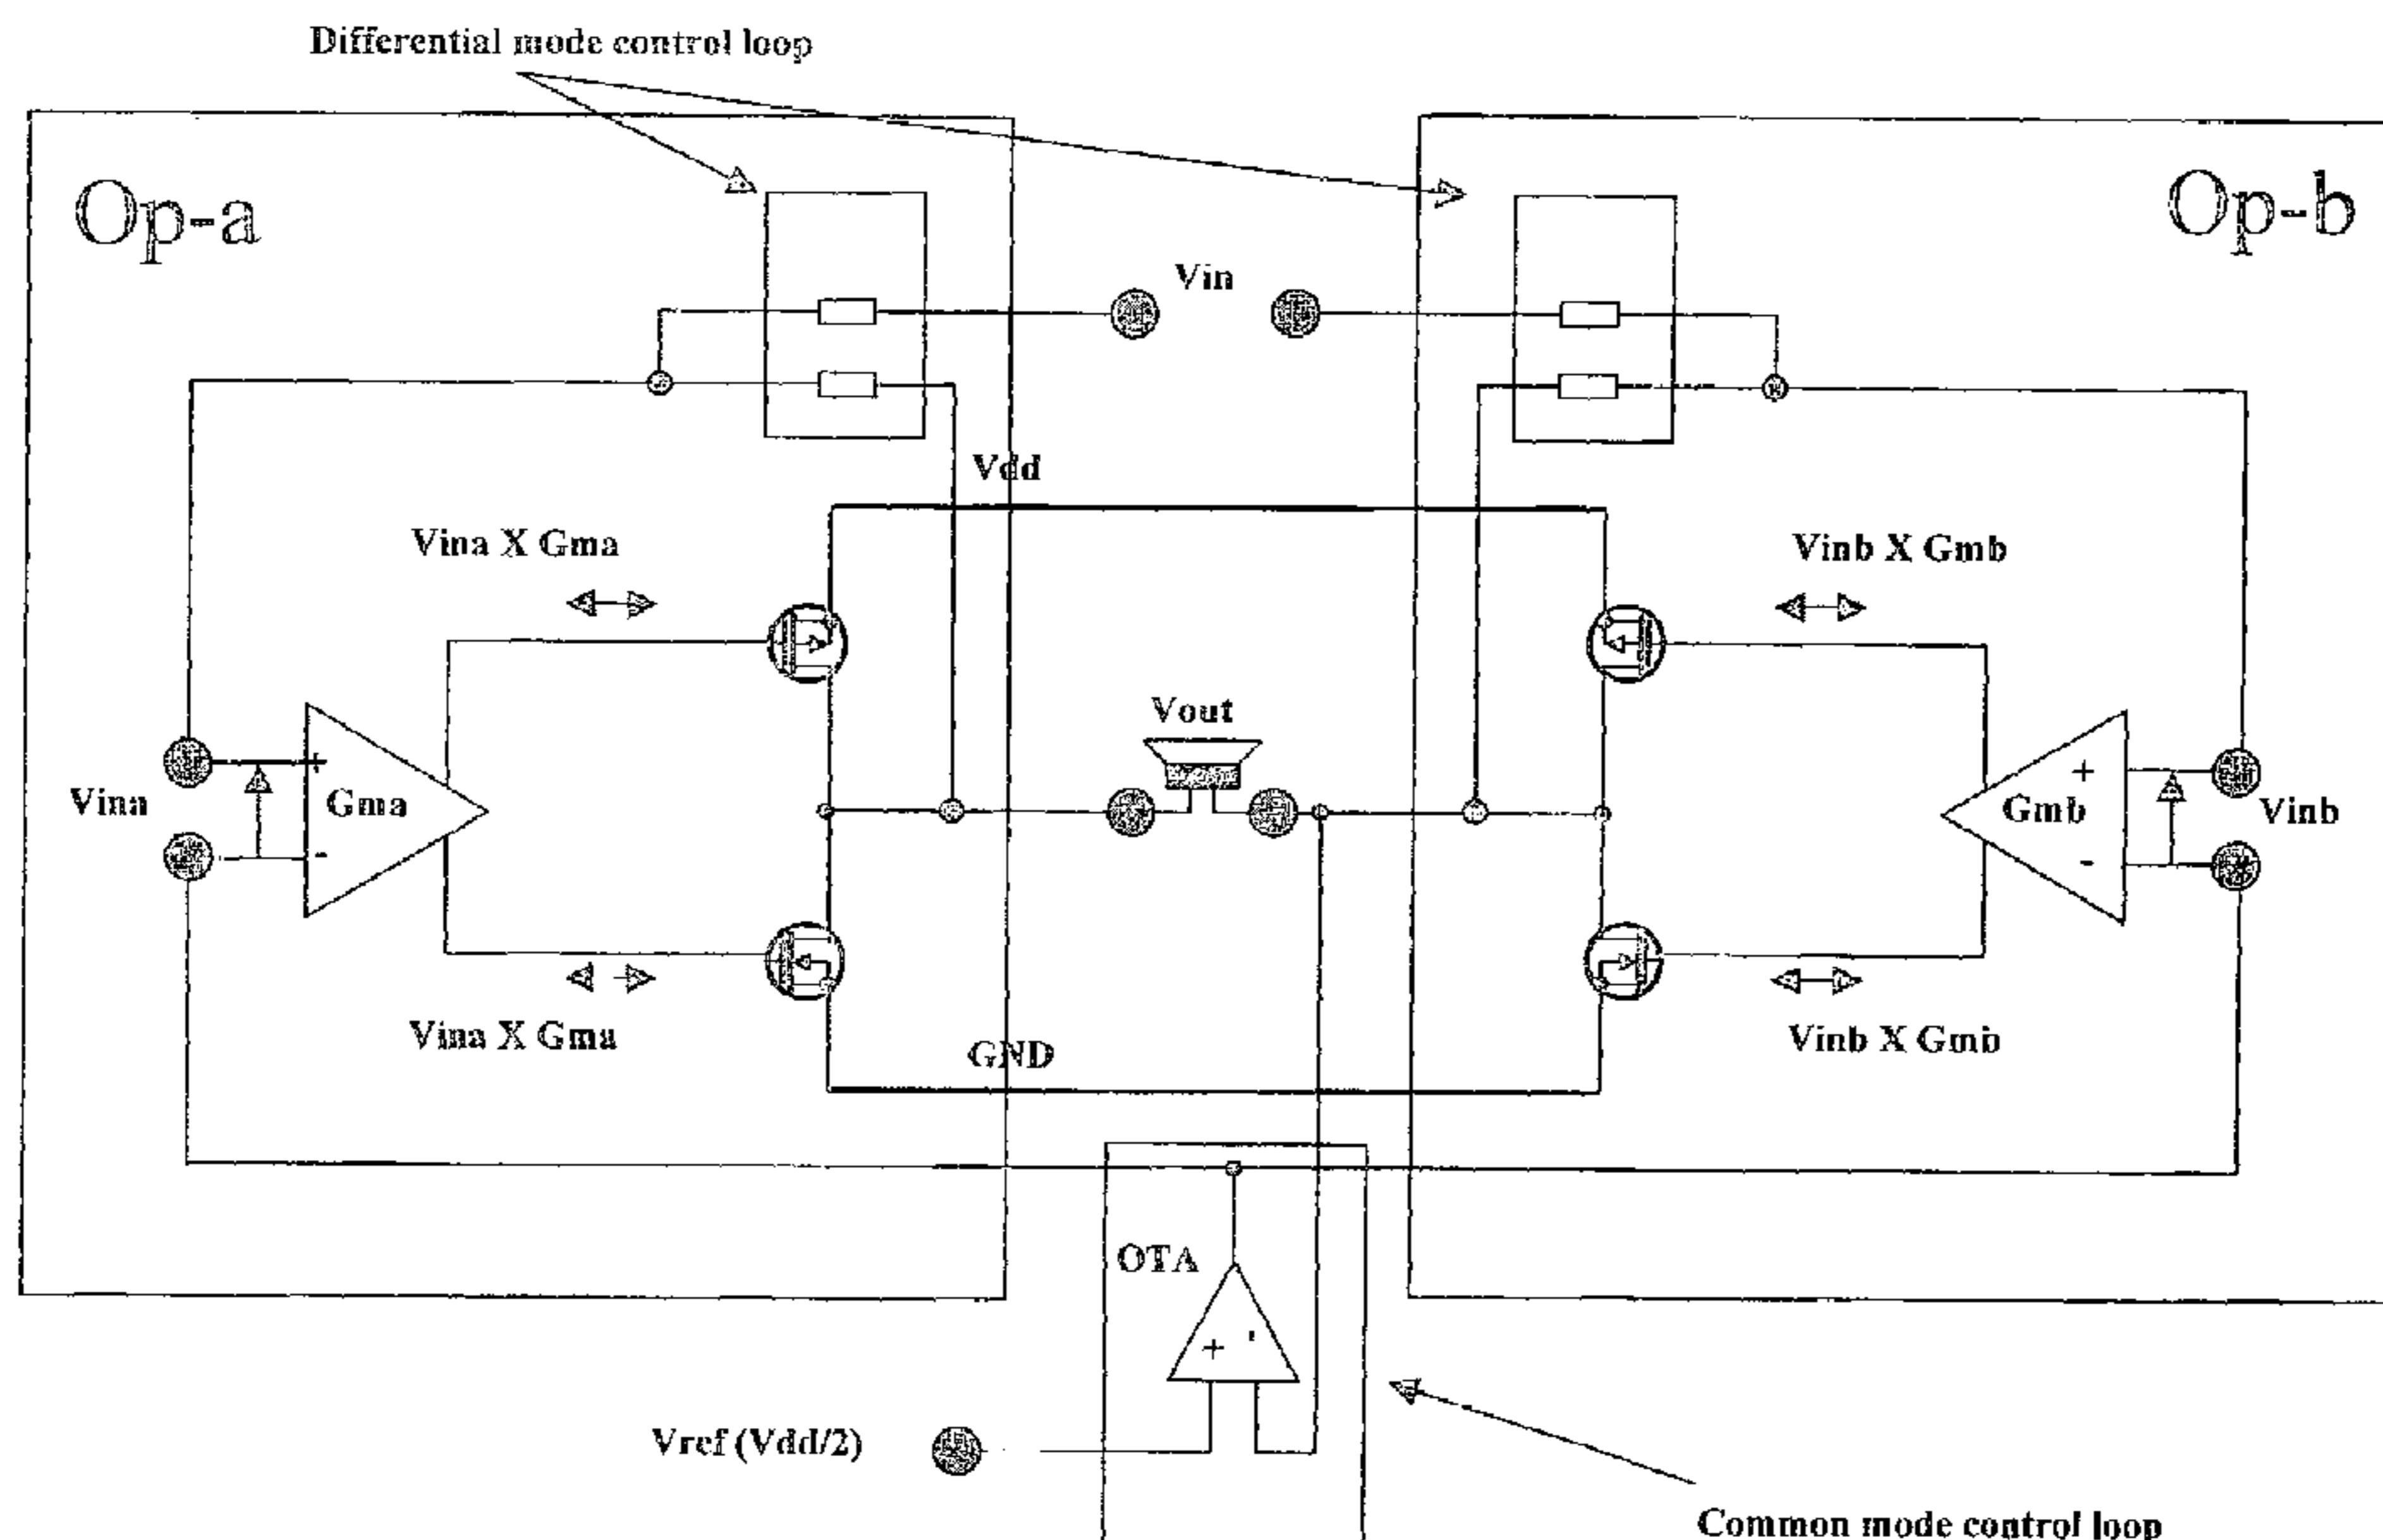 Differential mode control loop
Op-a
Op-b
Vin
Vdd
Vina X Gma
Vinb X Gmb
Vout
+
Gma
-
Vina
+
Gmb
-
Vinb
Vina X Gma
GND
Vinb X Gmb
OTA
+ -
Vref (Vdd/2)
Common mode control loop